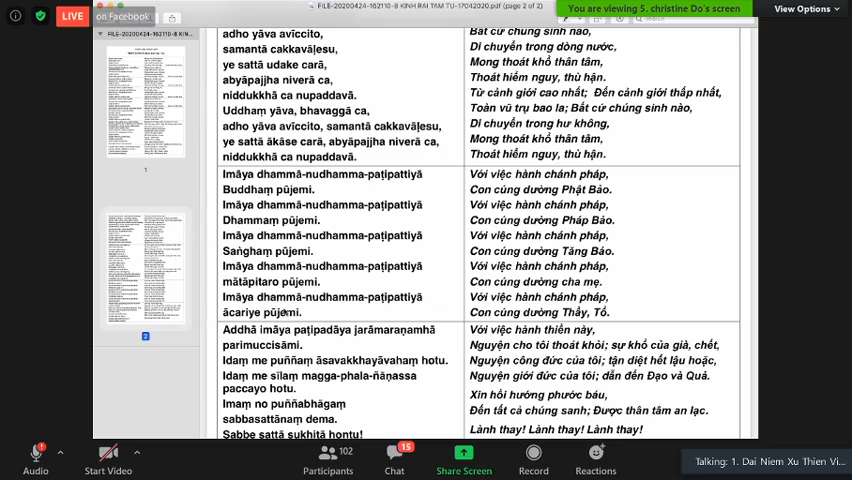 FILE-20200424-162110-8 KINH RAI TAM TU-17042020.pdf (page 2 of 2)
You are viewing 5. christine Do's screen
View Options
LIVE
on Facebook
Search
FILE-20200424-162110-8 KIN...
adho yāva avīccito,
samantā cakkavāḷesu,
ye sattā udake carā,
abyāpajjha niverā ca,
niddukkhā ca nupaddavā.
Uddhaṃ yāva, bhavaggā ca,
adho yāva avīccito, samantā cakkavāḷesu,
ye sattā ākāse carā, abyāpajjha niverā ca,
niddukkhā ca nupaddavā.
Bất cứ chúng sinh nào,
Di chuyển trong dòng nước,
Mong thoát khổ thân tâm,
Thoát hiểm nguy, thù hận.
Từ cảnh giới cao nhất; Đến cảnh giới thấp nhất,
Toàn vũ trụ bao la; Bất cứ chúng sinh nào,
Di chuyển trong hư không,
Mong thoát khổ thân tâm,
Thoát hiểm nguy, thù hận.
Imāya dhammā-nudhamma-paṭipattiyā
Buddhaṃ pūjemi.
Imāya dhammā-nudhamma-paṭipattiyā
Dhammaṃ pūjemi.
Imāya dhammā-nudhamma-paṭipattiyā
Saṅghaṃ pūjemi.
Imāya dhammā-nudhamma-paṭipattiyā
mātāpitaro pūjemi.
Imāya dhammā-nudhamma-paṭipattiyā
ācariye pūjemi.
Với việc hành chánh pháp,
Con cúng dường Phật Bảo.
Với việc hành chánh pháp,
Con cúng dường Pháp Bảo.
Với việc hành chánh pháp,
Con cúng dường Tăng Bảo.
Với việc hành chánh pháp,
Con cúng dường cha mẹ.
Với việc hành chánh pháp,
Con cúng dường Thầy, Tổ.
Addhā imāya paṭipadāya jarāmaraṇamhā
parimuccisāmi.
Idaṃ me puññaṃ āsavakkhayāvahaṃ hotu.
Idaṃ me sīlaṃ magga-phala-ñāṇassa
paccayo hotu.
Imaṃ no puññabhāgaṃ
sabbasattānaṃ dema.
Sabbe sattā sukhitā hontu!
Với việc hành thiền này,
Nguyện cho tôi thoát khỏi; sự khổ của già, chết,
Nguyện công đức của tôi; tận diệt hết lậu hoặc,
Nguyện giới đức của tôi; dẫn đến Đạo và Quả.
Xin hồi hướng phước báu,
Đến tất cả chúng sanh; Được thân tâm an lạc.
Lành thay! Lành thay! Lành thay!
1
2
Audio
Start Video
102
Participants
15
Chat
Share Screen
Record
Reactions
Talking: 1. Dai Niem Xu Thien Vi...